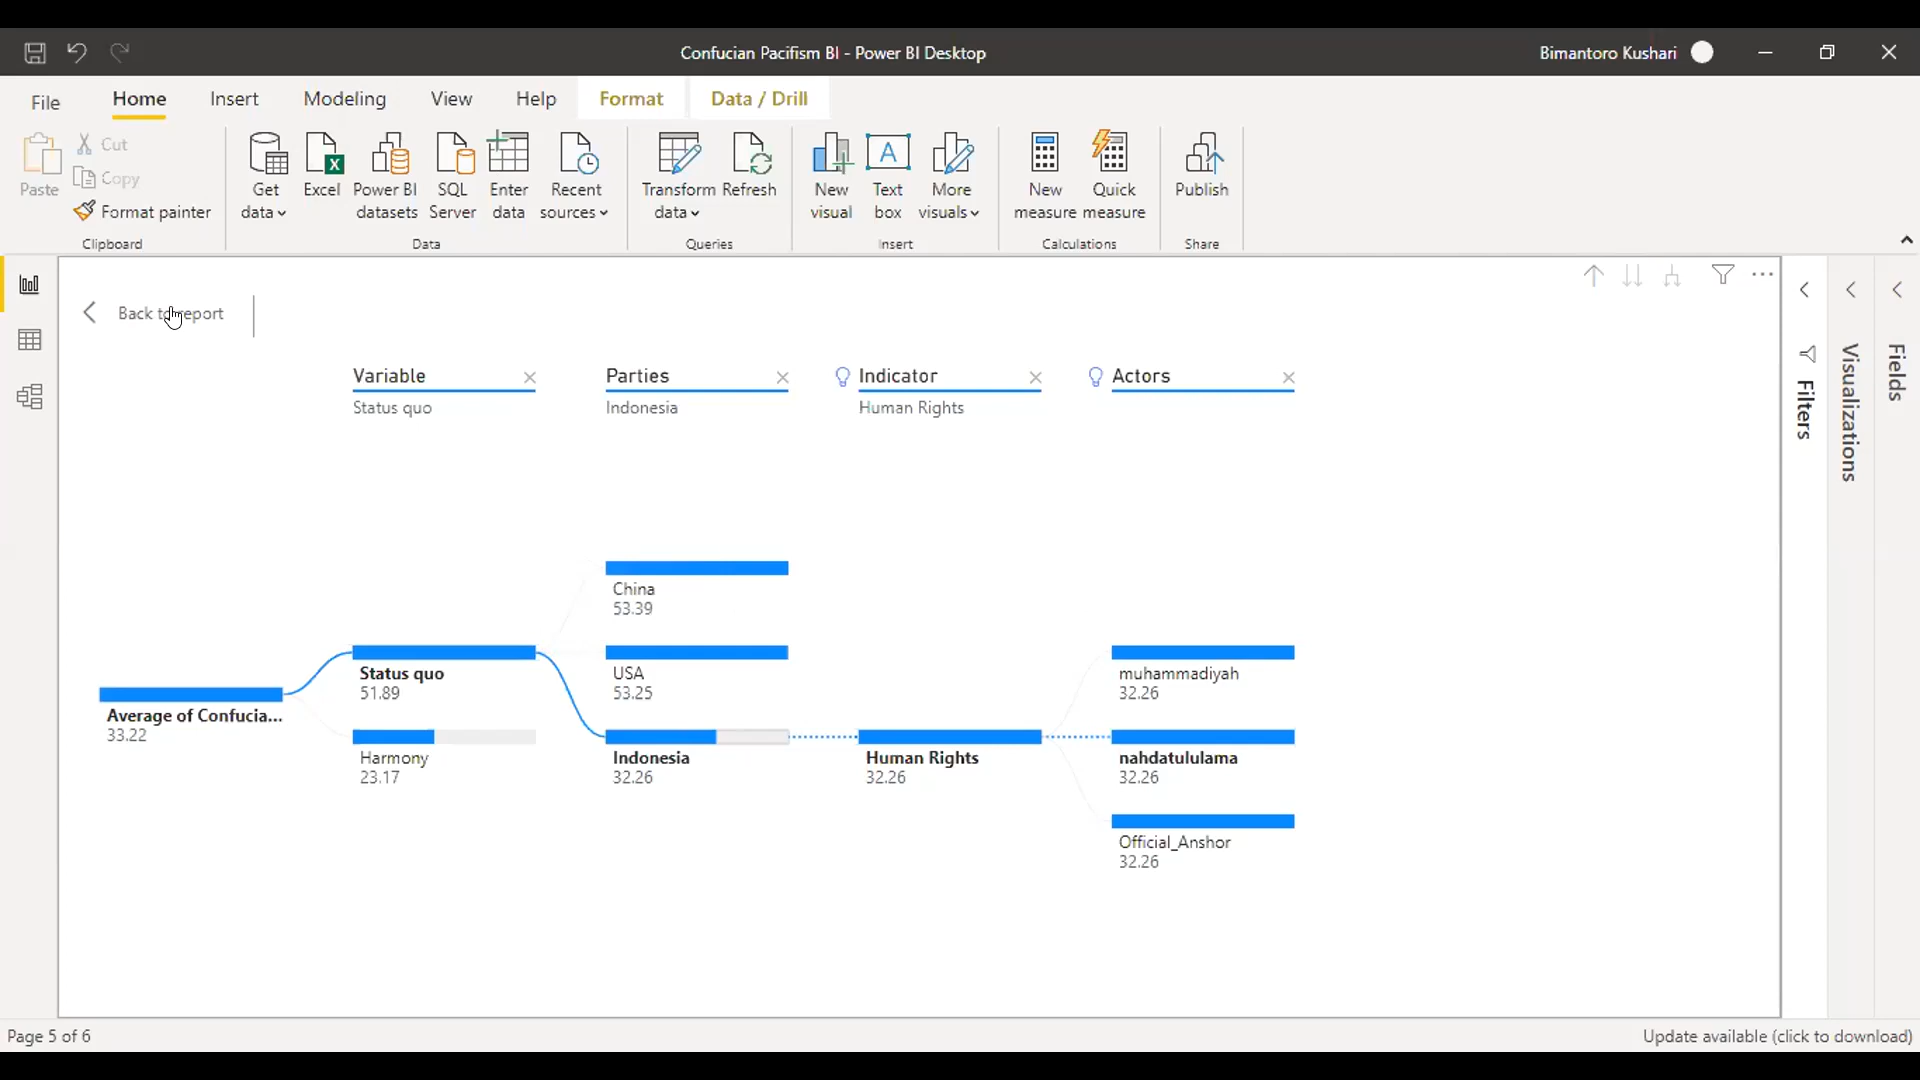 Confucian Pacifism BI - Power BI Desktop
Bimantoro Kushari
File
Home
Insert
Modeling
View
Help
Format
Data / Drill
Paste
Cut
Copy
Format painter
Clipboard
Get
data
Excel
Power BI
datasets
SQL
Server
Enter
data
Recent
sources
Data
Transform
data
Refresh
Queries
New
visual
Text
box
More
visuals
Insert
New
measure
Quick
measure
Calculations
Publish
Share
Back to report
Variable
Status quo
Parties
Indonesia
Indicator
Human Rights
Actors
Average of Confucia...
33.22
Status quo
51.89
Harmony
23.17
China
53.39
USA
53.25
Indonesia
32.26
Human Rights
32.26
muhammadiyah
32.26
nahdatululama
32.26
Official_Anshor
32.26
Filters
Visualizations
Fields
Page 5 of 6
Update available (click to download)